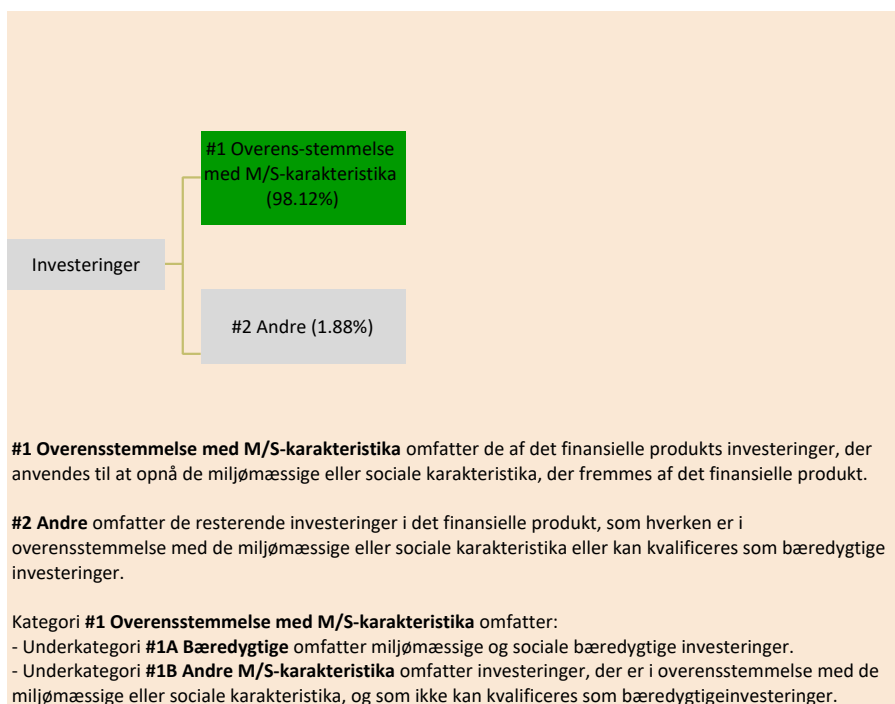 #1 Overens-stemmelse
med M/S-karakteristika
(98.12%)
Investeringer
#2 Andre (1.88%)
#1 Overensstemmelse med M/S-karakteristika omfatter de af det finansielle produkts investeringer, der
anvendes til at opnå de miljømæssige eller sociale karakteristika, der fremmes af det finansielle produkt.
#2 Andre omfatter de resterende investeringer i det finansielle produkt, som hverken er i
overensstemmelse med de miljømæssige eller sociale karakteristika eller kan kvalificeres som bæredygtige
investeringer.
Kategori #1 Overensstemmelse med M/S-karakteristika omfatter:
- Underkategori #1A Bæredygtige omfatter miljømæssige og sociale bæredygtige investeringer.
- Underkategori #1B Andre M/S-karakteristika omfatter investeringer, der er i overensstemmelse med de
miljømæssige eller sociale karakteristika, og som ikke kan kvalificeres som bæredygtigeinvesteringer.